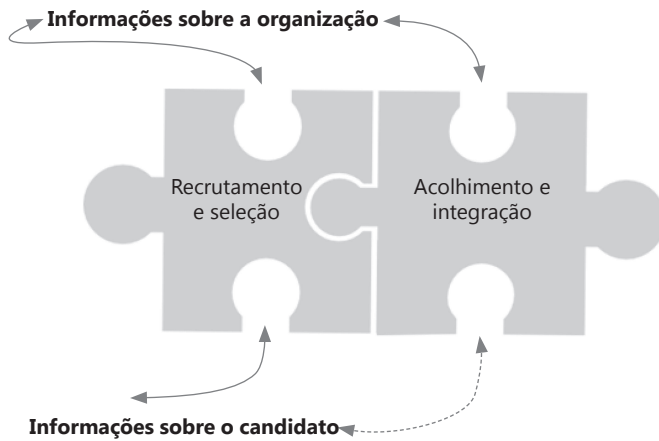 Informações sobre a organização
Recrutamento
e seleção
Acolhimento e
integração
Informações sobre o candidato